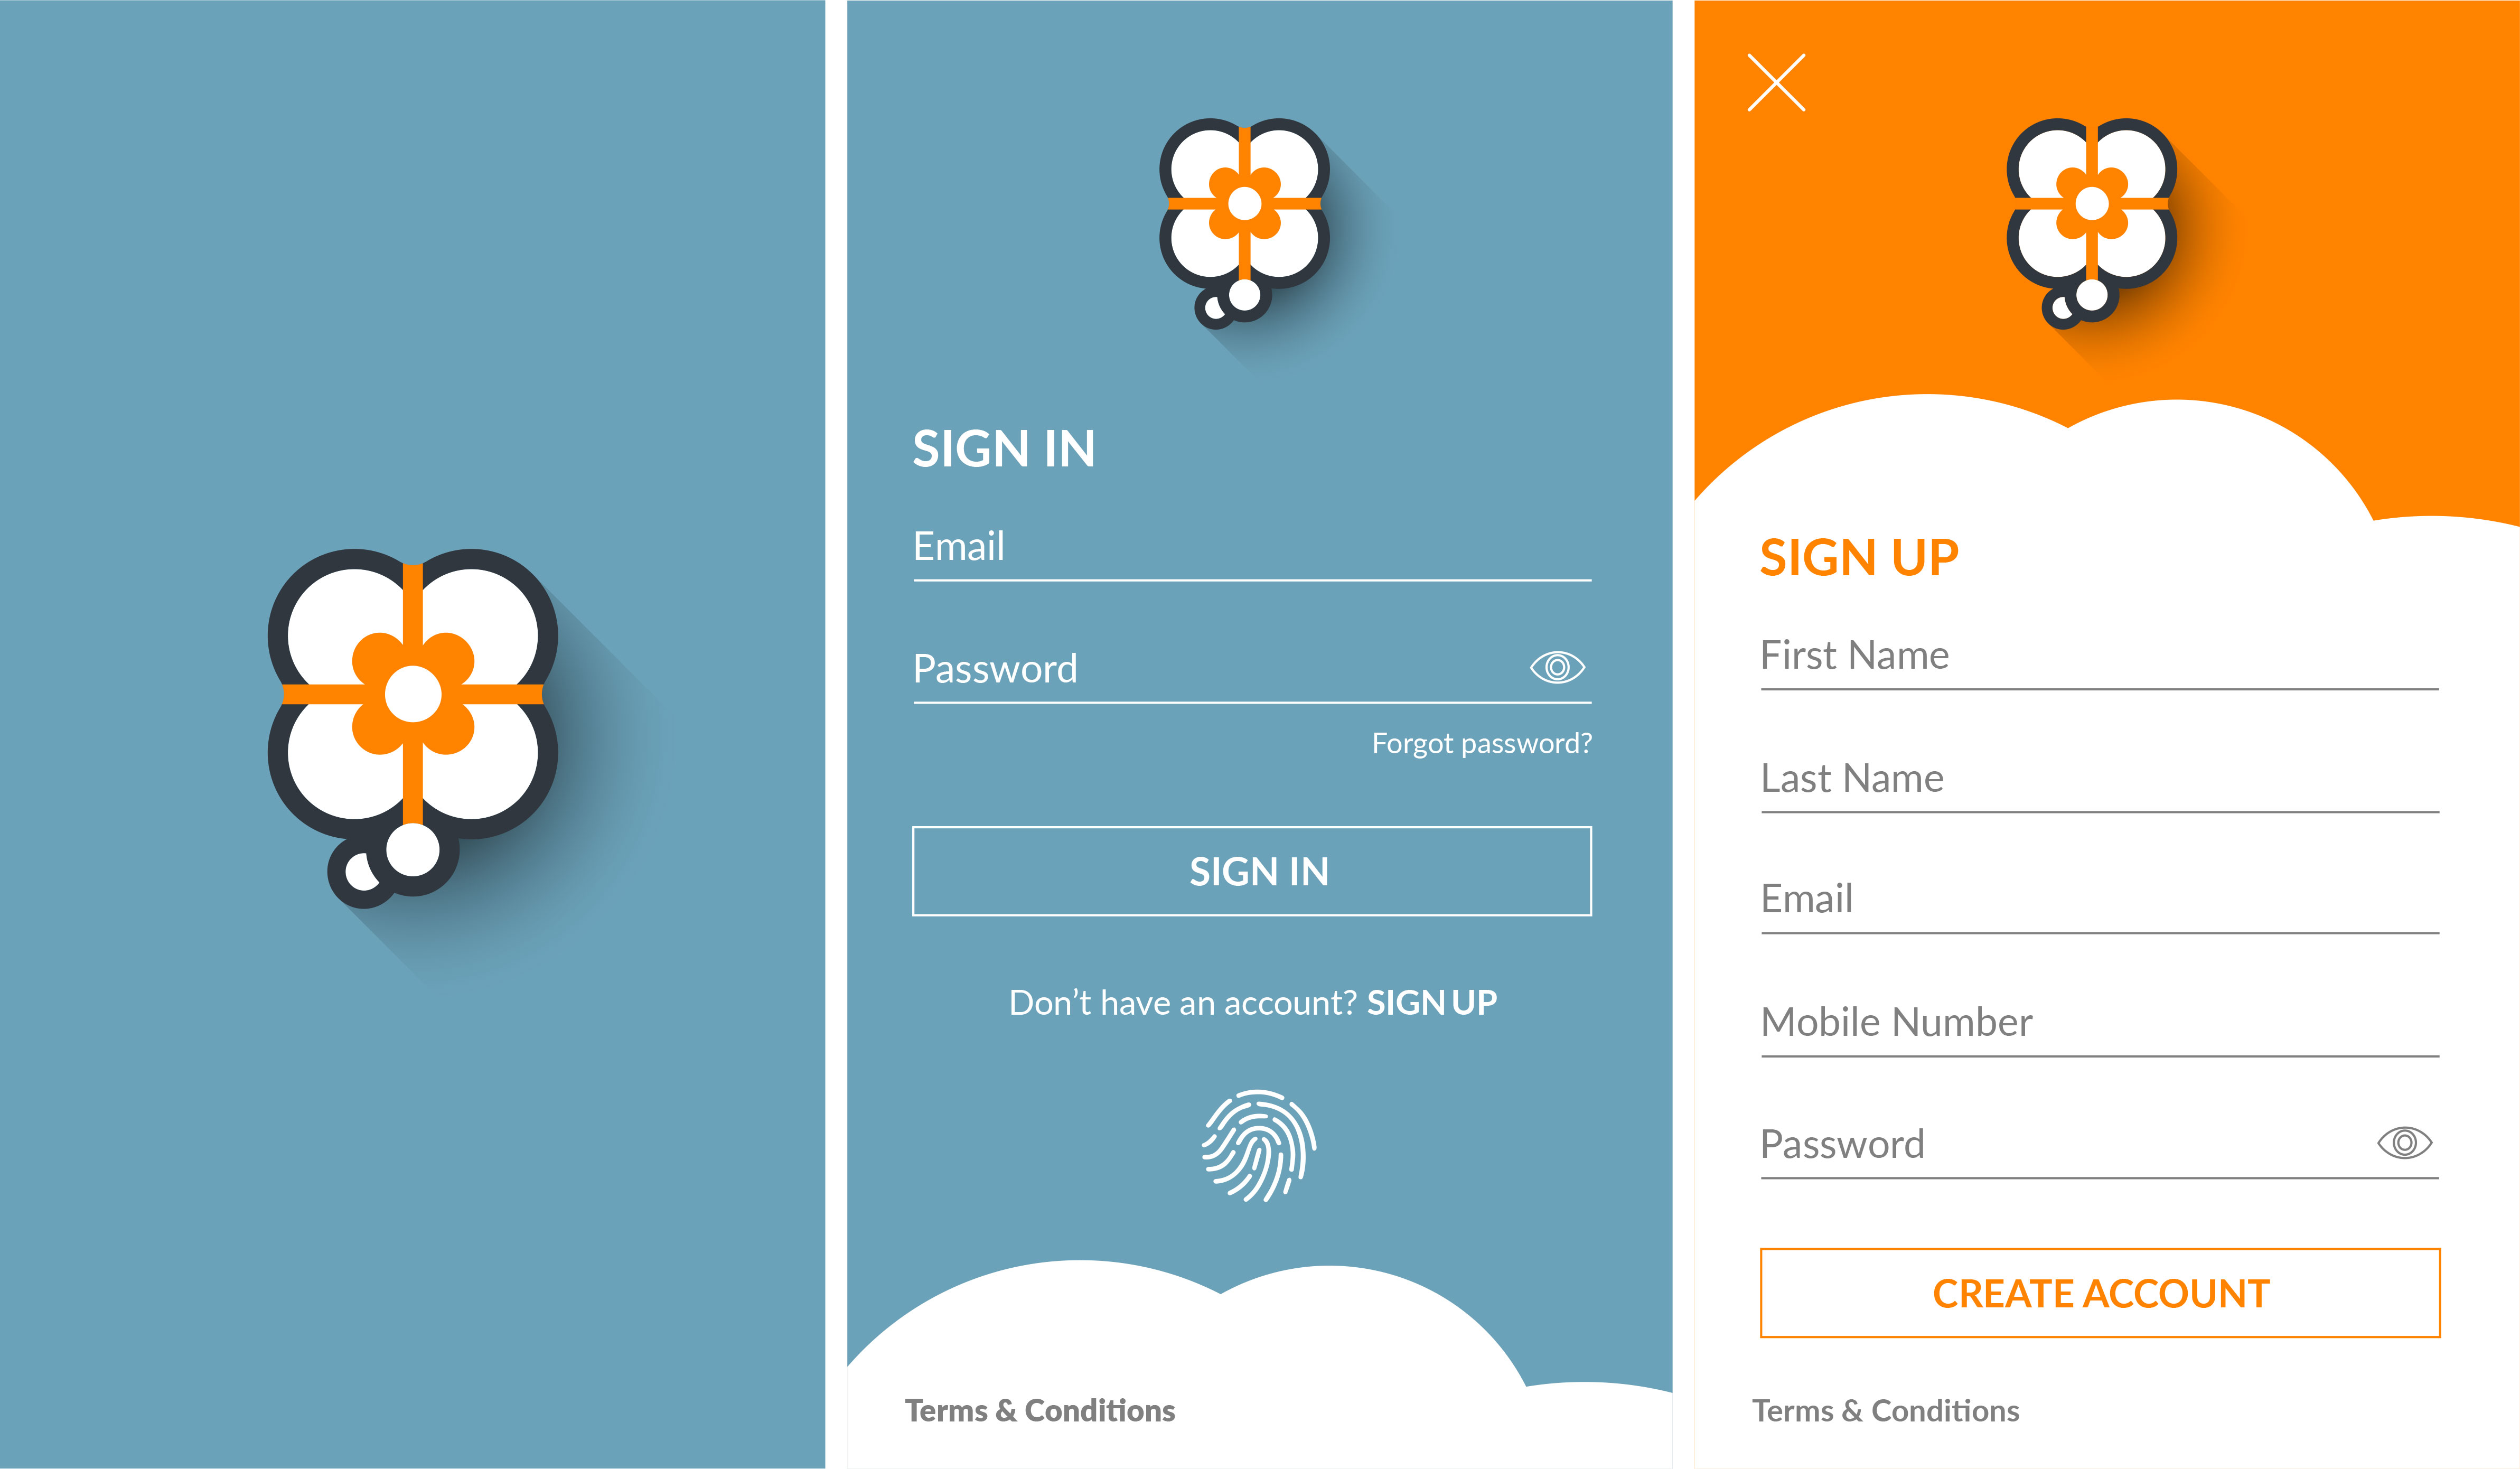 SIGN IN
Email
Password
Forgot password?
SIGN IN
Don’t have an account? SIGN UP
Terms & Conditions
SIGN UP
First Name
Last Name
Email
Mobile Number
Password
CREATE ACCOUNT
Terms & Conditions